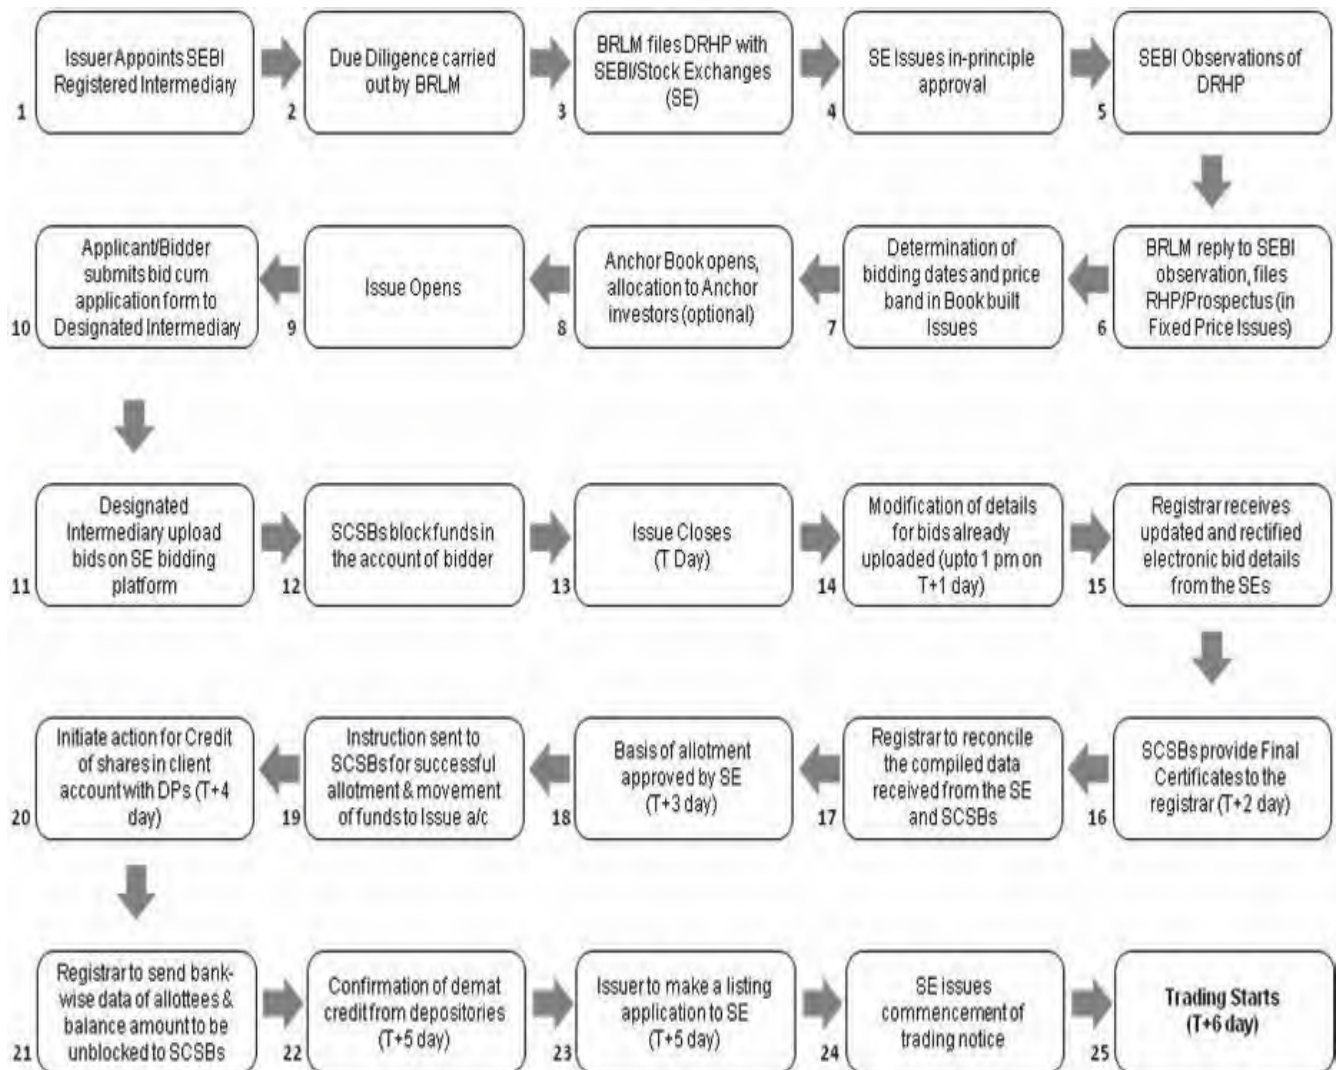 Issuer Appoints SEBI
Registered Intermediary
1
Due Diligence carried
out by BRLM
2
BRLM files DRHP with
SEBI/Stock Exchanges
(SE)
3
SE Issues in-principle
approval
4
SEBI Observations of
DRHP
5
BRLM reply to SEBI
observation, files
RHP/Prospectus (in
Fixed Price Issues)
6
Determination of
bidding dates and price
band in Book built
Issues
7
Anchor Book opens,
allocation to Anchor
investors (optional)
8
Issue Opens
9
Applicant/Bidder
submits bid cum
application form to
Designated Intermediary
10
Designated
Intermediary upload
bids on SE bidding
platform
11
SCSBs block funds in
the account of bidder
12
Issue Closes
(T Day)
13
Modification of details
for bids already
uploaded (upto 1 pm on
T+1 day)
14
Registrar receives
updated and rectified
electronic bid details
from the SEs
15
SCSBs provide Final
Certificates to the
registrar (T+2 day)
16
Registrar to reconcile
the compiled data
received from the SE
and SCSBs
17
Basis of allotment
approved by SE
(T+3 day)
18
Instruction sent to
SCSBs for successful
allotment & movement
of funds to Issue a/c
19
Initiate action for Credit
of shares in client
account with DPs (T+4
day)
20
Registrar to send bank-
wise data of allottees &
balance amount to be
unblocked to SCSBs
21
Confirmation of demat
credit from depositories
(T+5 day)
22
Issuer to make a listing
application to SE
(T+5 day)
23
SE issues
commencement of
trading notice
24
Trading Starts
(T+6 day)
25